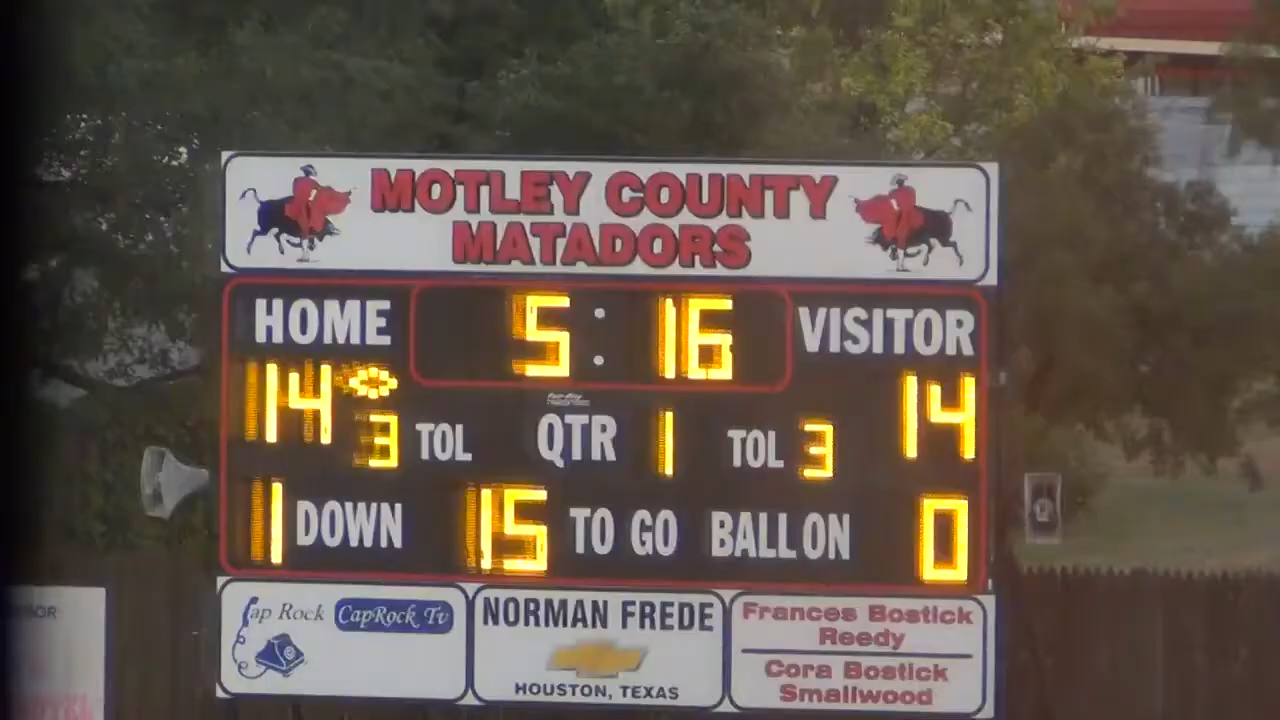 MOTLEY COUNTY
MATADORS
HOME 5:16 VISITOR
14 14
3 TOL QTR 1 TOL 3
1 DOWN 15 TO GO BALL ON 0
Cap Rock CapRock Tv
NORMAN FREDE
HOUSTON, TEXAS
Frances Bostick
Reedy
Cora Bostick
Smallwood